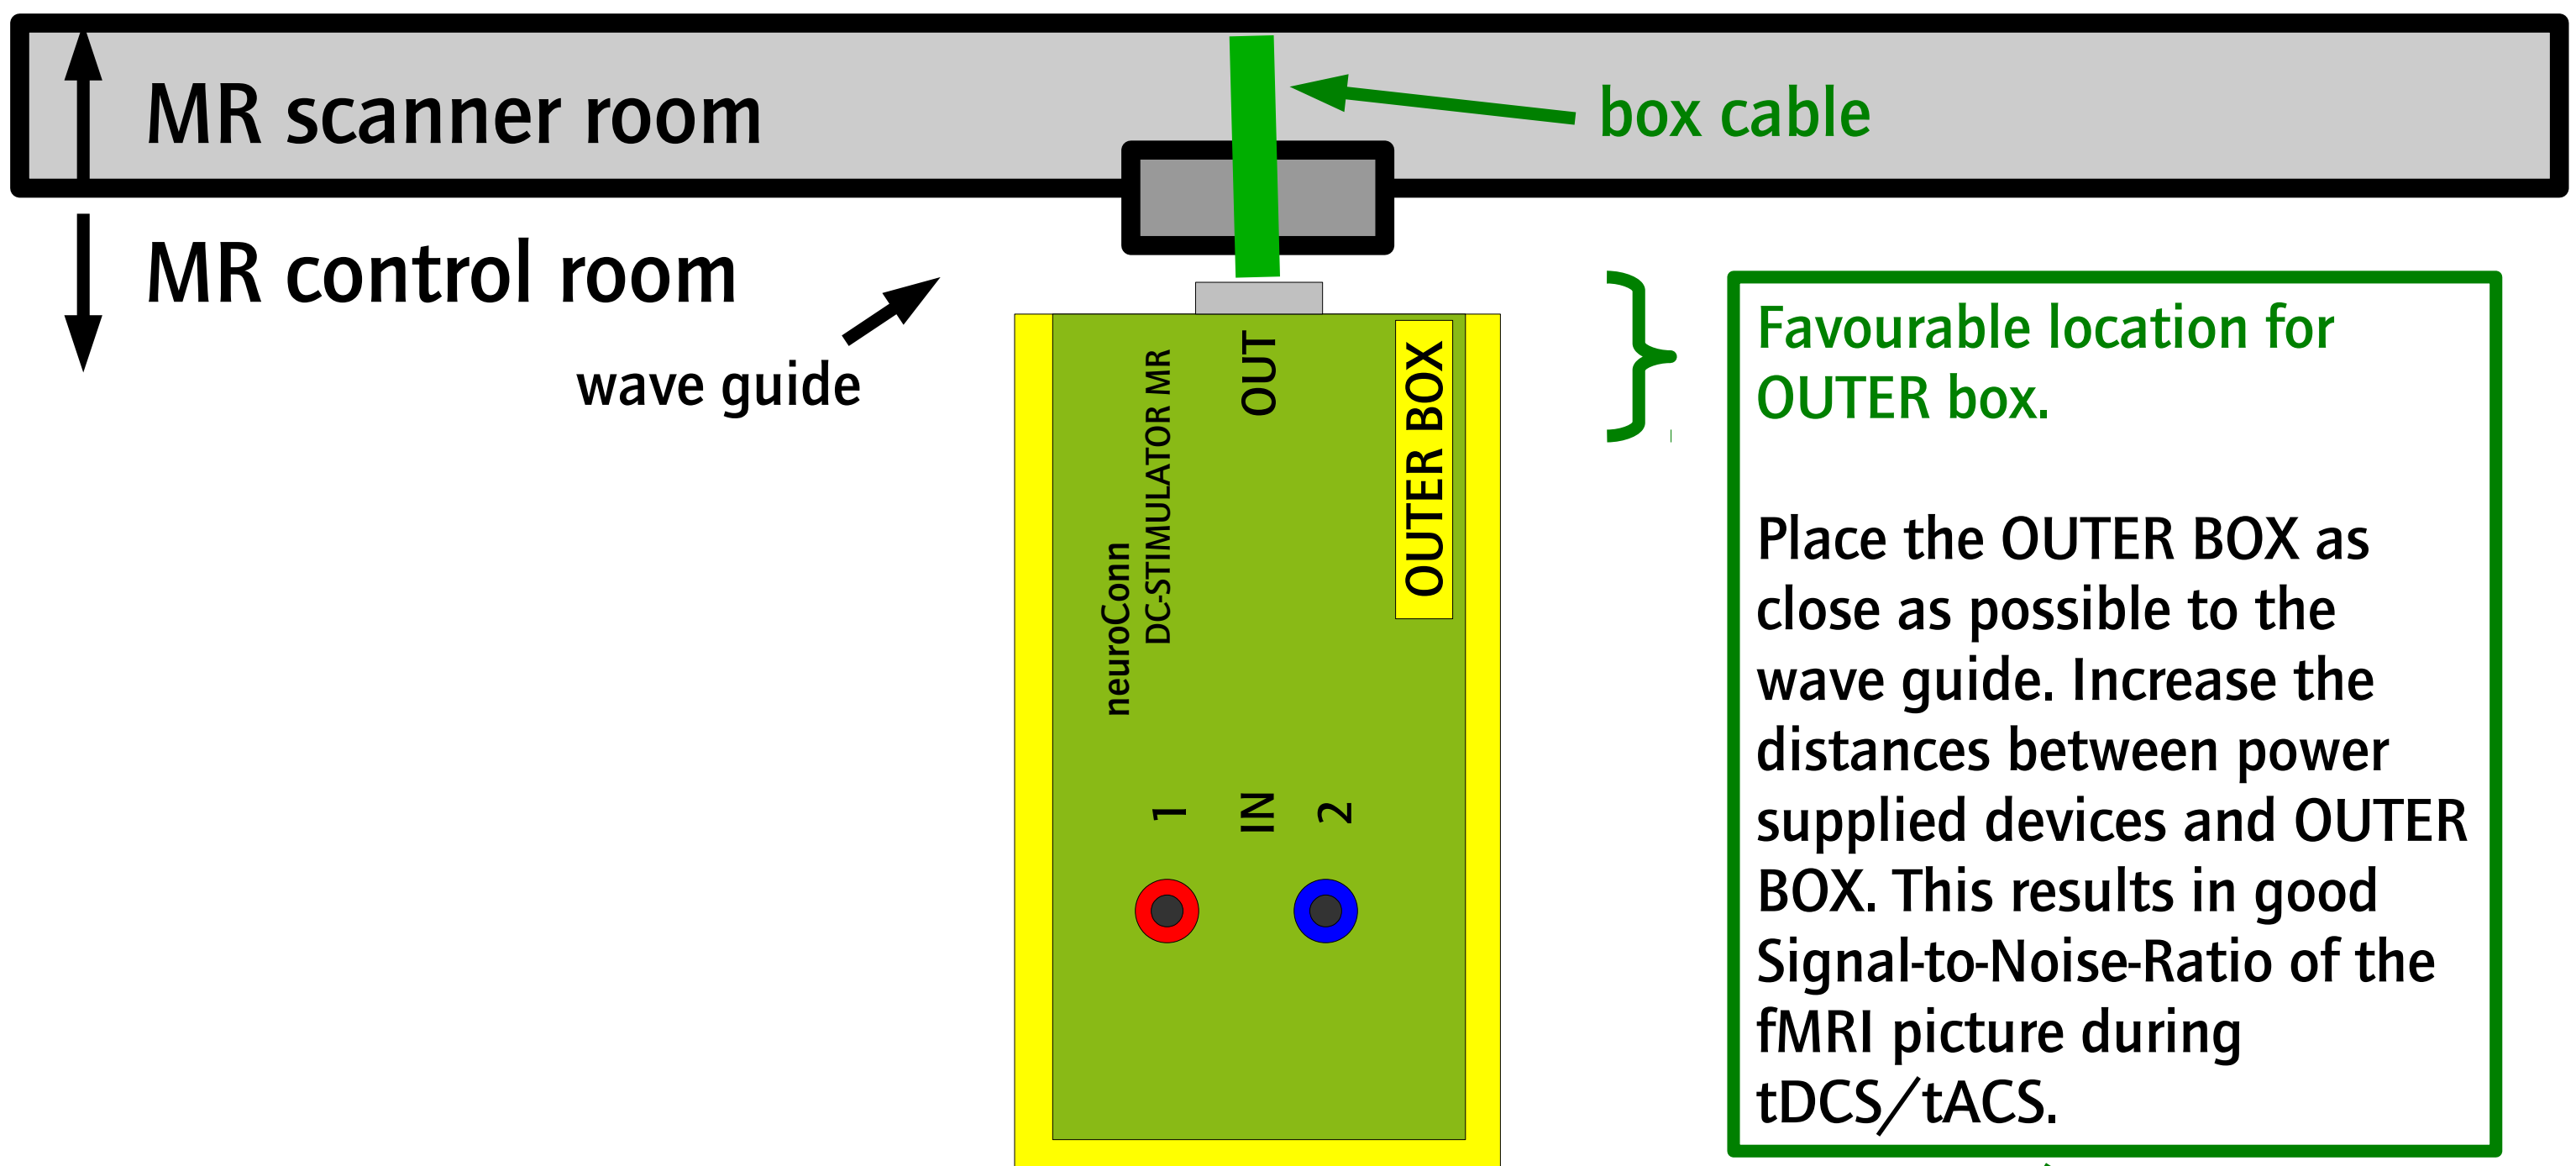 MR scanner room
box cable
MR control room
wave guide
neuroConn
DC-STIMULATOR MR
OUT
OUTER BOX
1
IN
2
Favourable location for
OUTER box.
Place the OUTER BOX as
close as possible to the
wave guide. Increase the
distances between power
supplied devices and OUTER
BOX. This results in good
Signal-to-Noise-Ratio of the
fMRI picture during
tDCS/tACS.